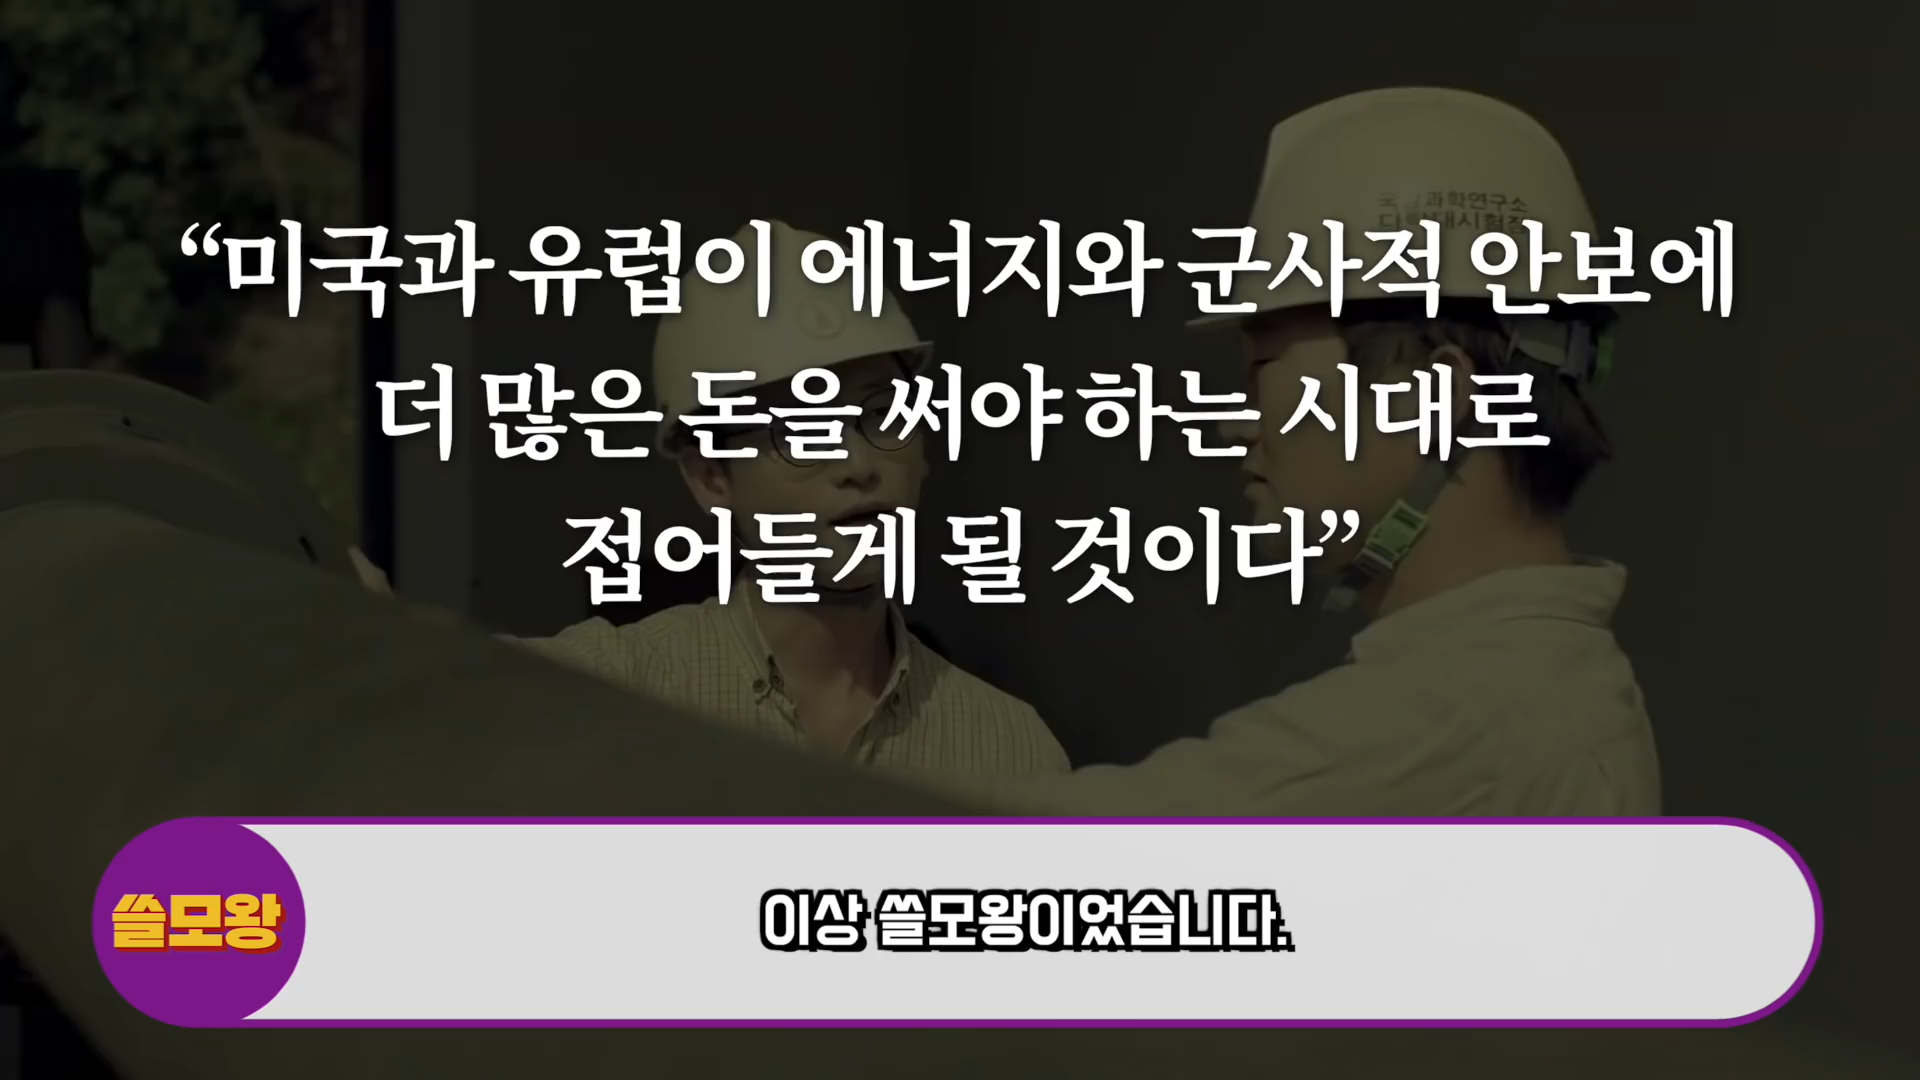 “미국과 유럽이 에너지와 군사적 안보에
더 많은 돈을 써야 하는 시대로
접어들게 될 것이다”
쓸모왕
이상 쓸모왕이었습니다.